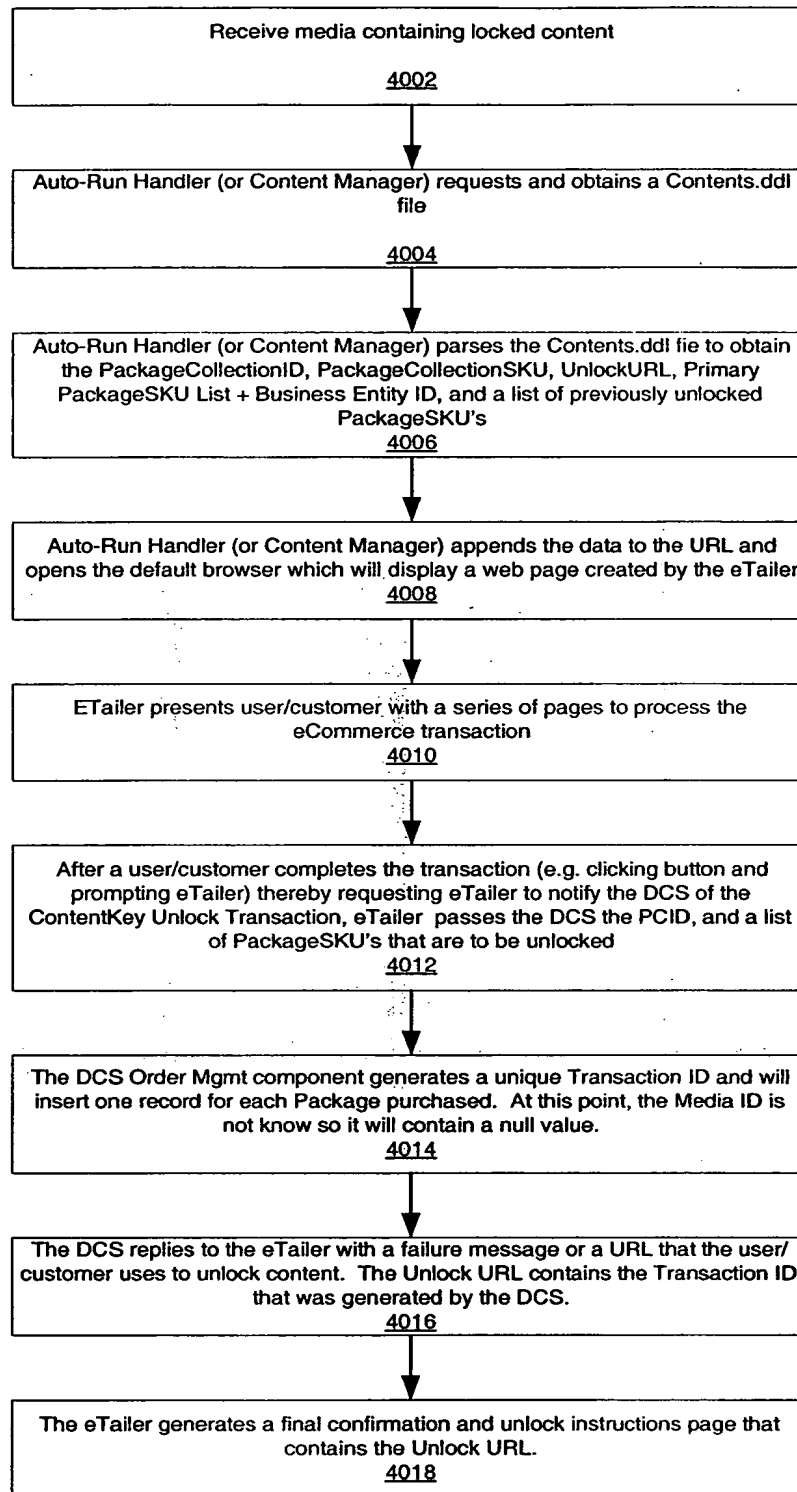 Receive media containing locked content
4002
Auto-Run Handler (or Content Manager) requests and obtains a Contents.ddl
file
4004
Auto-Run Handler (or Content Manager) parses the Contents.ddl fie to obtain
the PackageCollectionID, PackageCollectionSKU, UnlockURL, Primary
PackageSKU List + Business Entity ID, and a list of previously unlocked
PackageSKU's
4006
Auto-Run Handler (or Content Manager) appends the data to the URL and
opens the default browser which will display a web page created by the eTailer
4008
ETailer presents user/customer with a series of pages to process the
eCommerce transaction
4010
After a user/customer completes the transaction (e.g. clicking button and
prompting eTailer) thereby requesting eTailer to notify the DCS of the
ContentKey Unlock Transaction, eTailer passes the DCS the PCID, and a list
of PackageSKU's that are to be unlocked
4012
The DCS Order Mgmt component generates a unique Transaction ID and will
insert one record for each Package purchased. At this point, the Media ID is
not know so it will contain a null value.
4014
The DCS replies to the eTailer with a failure message or a URL that the user/
customer uses to unlock content. The Unlock URL contains the Transaction ID
that was generated by the DCS.
4016
The eTailer generates a final confirmation and unlock instructions page that
contains the Unlock URL.
4018